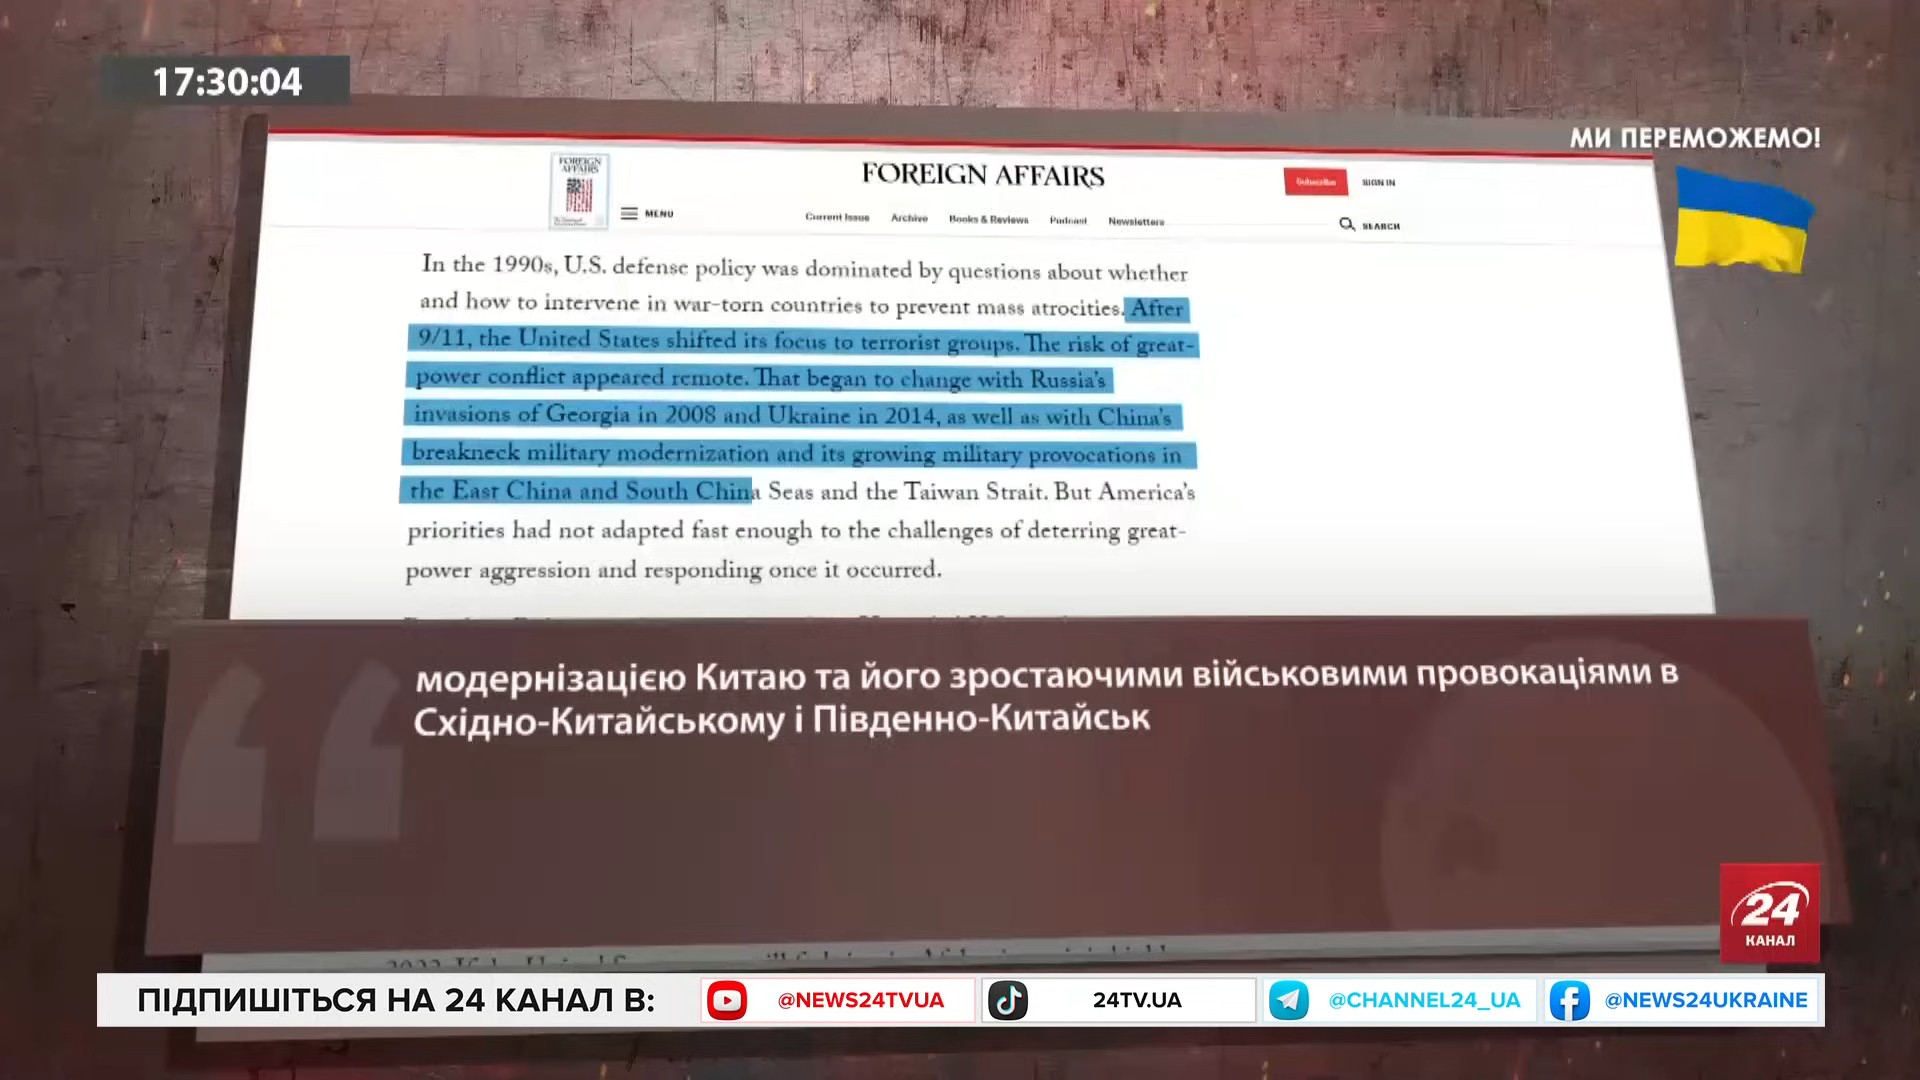 17:30:04
МИ ПЕРЕМОЖЕМО!
FOREIGN AFFAIRS
FOREIGN AFFAIRS
Subscribe
SIGN IN
MENU
Current Issue Archive Books & Reviews Podcast Newsletters
SEARCH
In the 1990s, U.S. defense policy was dominated by questions about whether
and how to intervene in war-torn countries to prevent mass atrocities. After
9/11, the United States shifted its focus to terrorist groups. The risk of great-
power conflict appeared remote. That began to change with Russia's
invasions of Georgia in 2008 and Ukraine in 2014, as well as with China's
breakneck military modernization and its growing military provocations in
the East China and South China Seas and the Taiwan Strait. But America's
priorities had not adapted fast enough to the challenges of deterring great-
power aggression and responding once it occurred.
модернізацією Китаю та його зростаючими військовими провокаціями в
Східно-Китайському і Південно-Китайськ
24
КАНАЛ
ПІДПИШІТЬСЯ НА 24 КАНАЛ В: @NEWS24TVUA 24TV.UA @CHANNEL24_UA @NEWS24UKRAINE